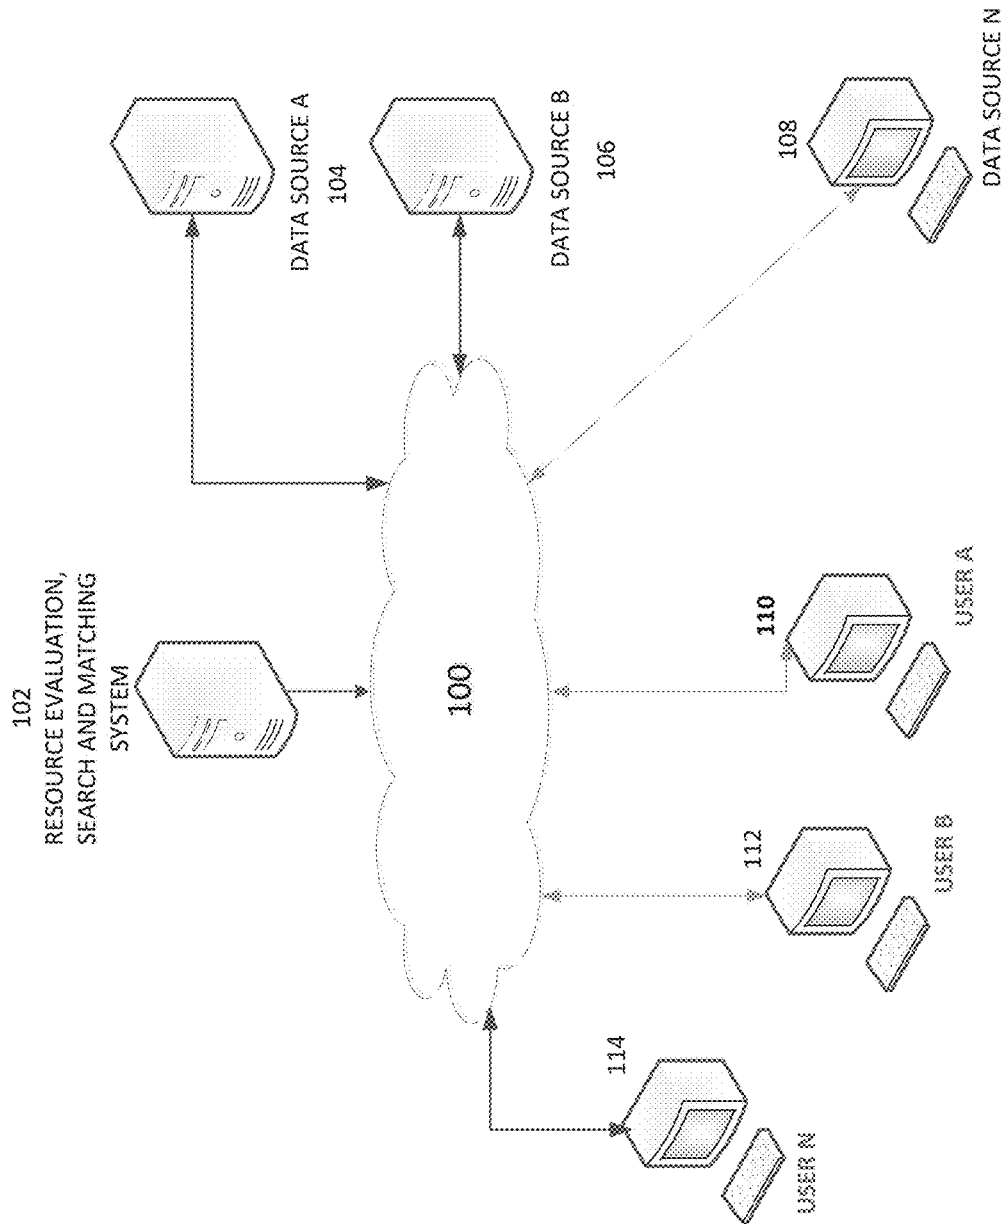 102
RESOURCE EVALUATION,
SEARCH AND MATCHING
SYSTEM
DATA SOURCE A
104
DATA SOURCE B
106
100
108
DATA SOURCE N
110
USER A
112
USER B
114
USER N